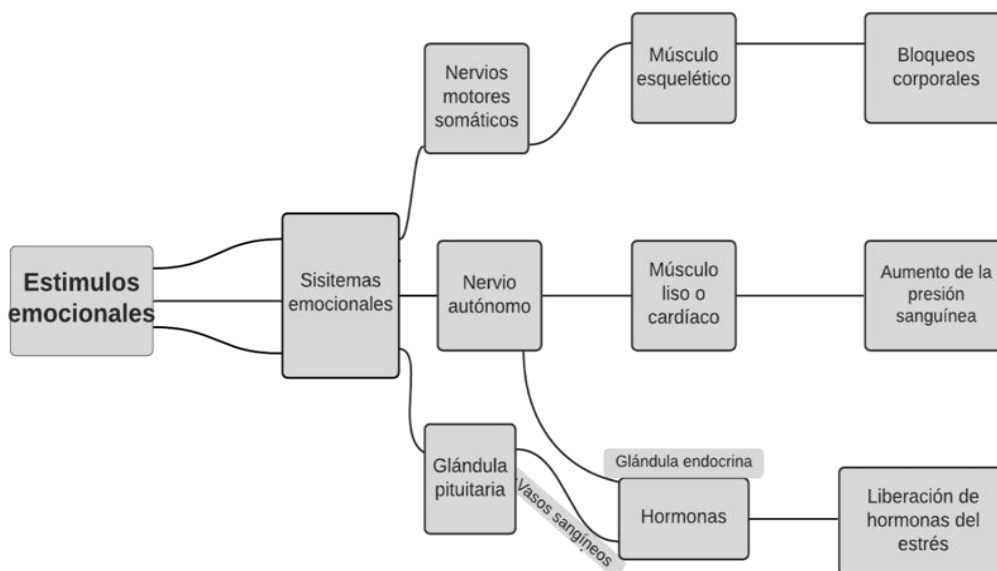 Nervios
motores
somáticos
Músculo
esquelético
Bloqueos
corporales
Estimulos
emocionales
Sisitemas
emocionales
Nervio
autónomo
Músculo
liso o
cardíaco
Aumento de la
presión
sanguínea
Glándula
pituitaria
Vasos sangíneos
Glándula endocrina
Hormonas
Liberación de
hormonas del
estrés